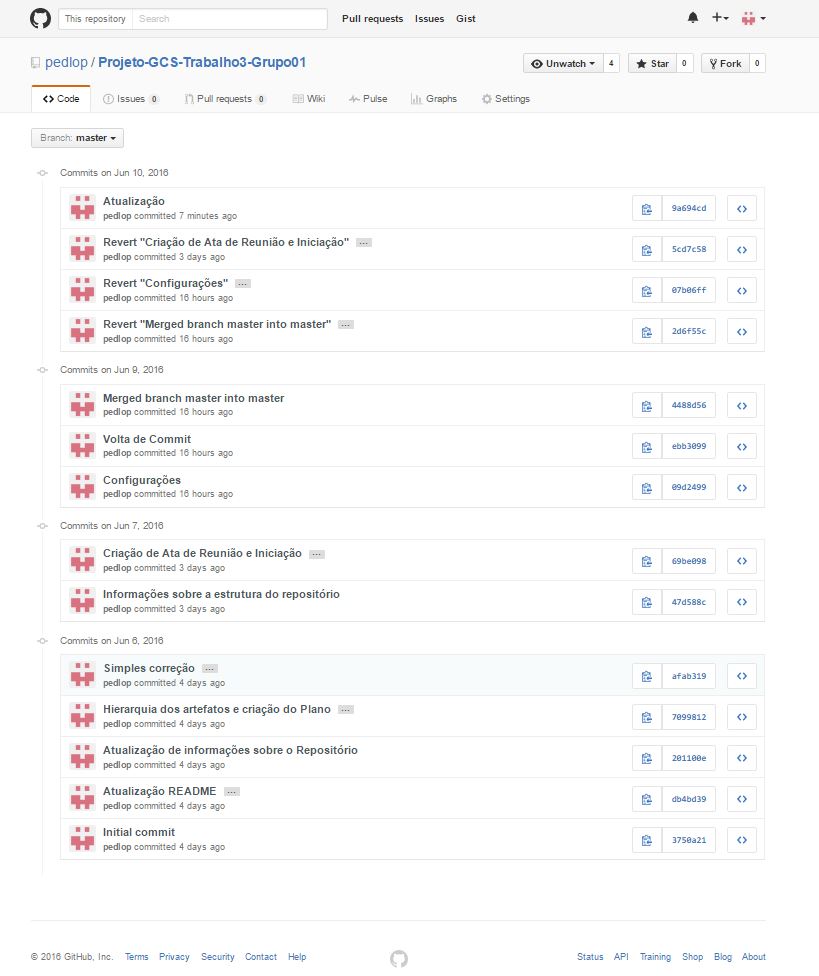 This repository Search Pull requests Issues Gist
pedlop / Projeto-GCS-Trabalho3-Grupo01 Unwatch 4 Star 0 Fork 0
Code Issues 0 Pull requests 0 Wiki Pulse Graphs Settings
Branch: master
Commits on Jun 10, 2016
Atualização
pedlop committed 7 minutes ago
9a694cd
Revert "Criação de Ata de Reunião e Iniciação" ...
pedlop committed 3 days ago
5cd7c58
Revert "Configurações" ...
pedlop committed 16 hours ago
07b06ff
Revert "Merged branch master into master" ...
pedlop committed 16 hours ago
2d6f55c
Commits on Jun 9, 2016
Merged branch master into master
pedlop committed 16 hours ago
4488d56
Volta de Commit
pedlop committed 16 hours ago
ebb3099
Configurações
pedlop committed 16 hours ago
09d2499
Commits on Jun 7, 2016
Criação de Ata de Reunião e Iniciação ...
pedlop committed 3 days ago
69be098
Informações sobre a estrutura do repositório
pedlop committed 3 days ago
47d588c
Commits on Jun 6, 2016
Simples correção ...
pedlop committed 4 days ago
afab319
Hierarquia dos artefatos e criação do Plano ...
pedlop committed 4 days ago
7099812
Atualização de informações sobre o Repositório
pedlop committed 4 days ago
201100e
Atualização README ...
pedlop committed 4 days ago
db4bd39
Initial commit
pedlop committed 4 days ago
3750a21
© 2016 GitHub, Inc. Terms Privacy Security Contact Help Status API Training Shop Blog About